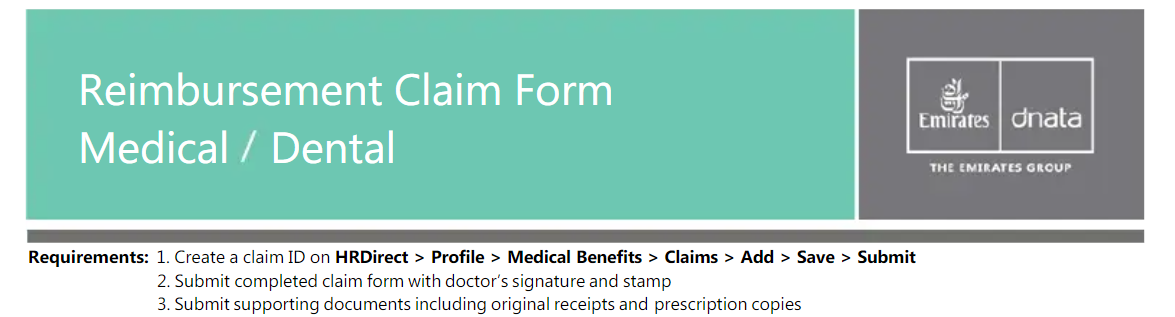 Reimbursement Claim Form
Medical / Dental
Emirates
dnata
THE EMIRATES GROUP
Requirements: 1. Create a claim ID on HRDirect > Profile > Medical Benefits > Claims > Add > Save > Submit
2. Submit completed claim form with doctor's signature and stamp
3. Submit supporting documents including original receipts and prescription copies